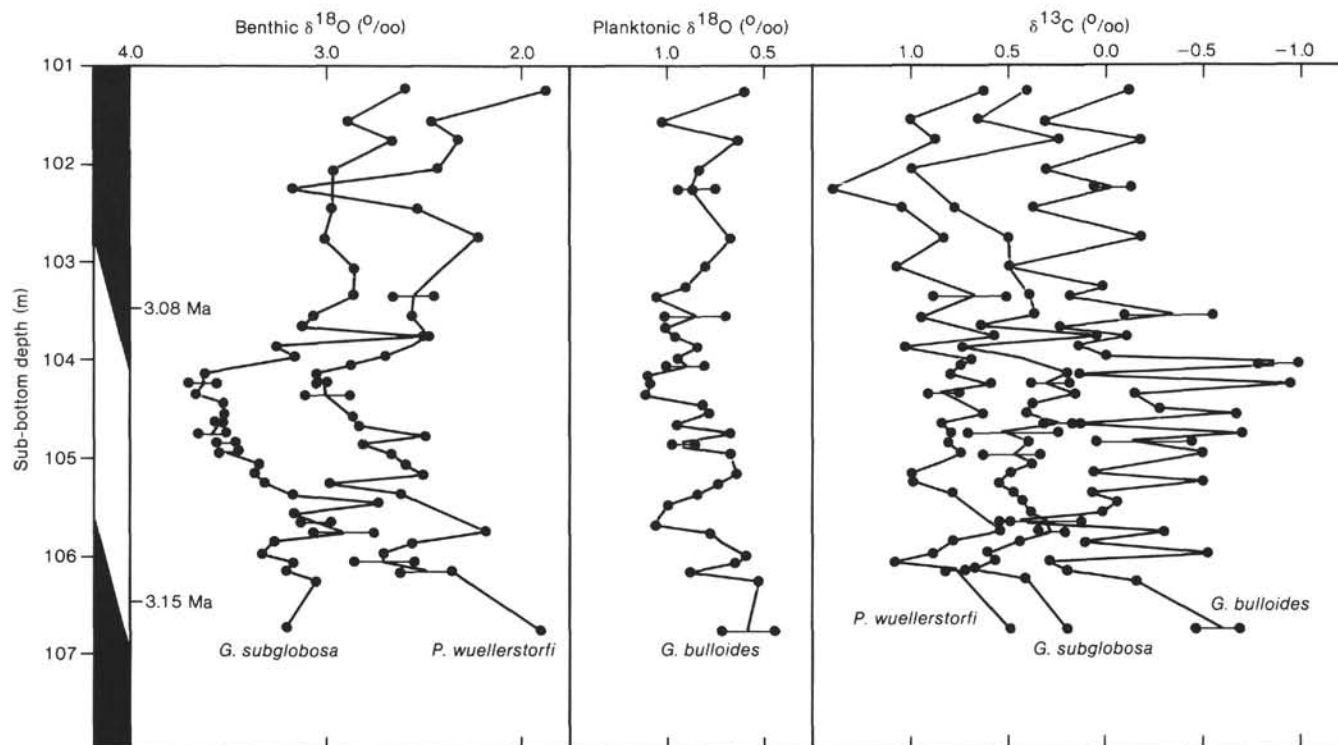 Benthic δ18O (o/oo)
Planktonic δ18O (o/oo)
δ13C (o/oo)
4.0 3.0 2.0 1.0 0.5 1.0 0.5 0.0 −0.5 −1.0
101
102
103
3.08 Ma
104
Sub-bottom depth (m)
105
106
3.15 Ma
107
G. subglobosa
P. wuellerstorfi
G. bulloides
P. wuellerstorfi
G. subglobosa
G. bulloides